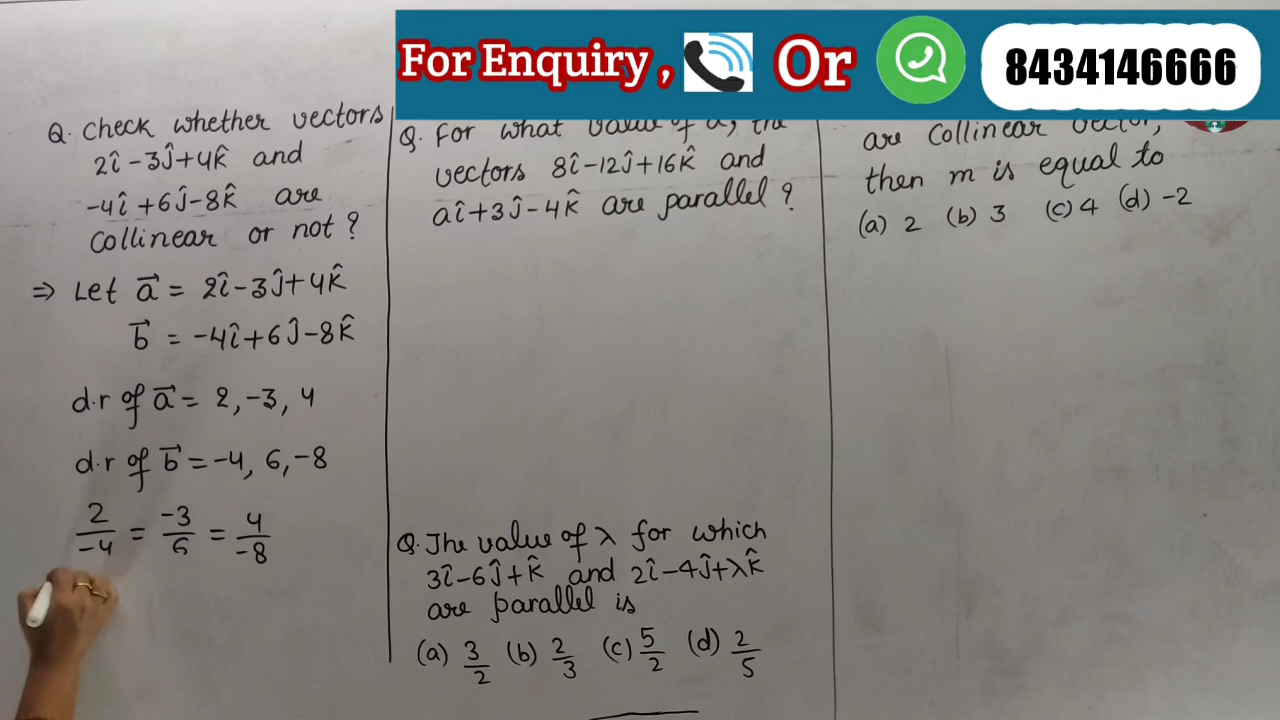 For Enquiry , Or 8434146666
Q. Check whether vectors
2î-3ĵ+4k̂ and
-4î+6ĵ-8k̂ are
collinear or not ?
⇒ Let a⃗ = 2î-3ĵ+4k̂
b⃗ = -4î+6ĵ-8k̂
d.r of a⃗ = 2, -3, 4
d.r of b⃗ = -4, 6, -8
2/-4 = -3/6 = 4/-8
Q. For what value of a, the
vectors 8î-12ĵ+16k̂ and
aî+3ĵ-4k̂ are parallel ?
Q. The value of λ for which
3î-6ĵ+k̂ and 2î-4ĵ+λk̂
are parallel is
(a) 3/2 (b) 2/3 (c) 5/2 (d) 2/5
are collinear vector,
then m is equal to
(a) 2 (b) 3 (c) 4 (d) -2